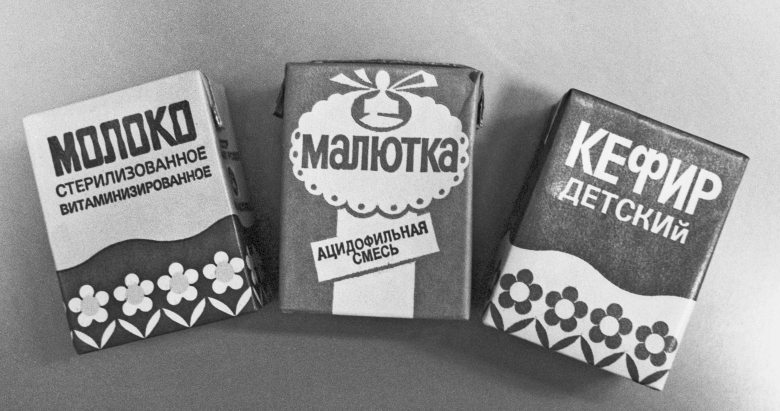 МОЛОКО
СТЕРИЛИЗОВАННОЕ
ВИТАМИНИЗИРОВАННОЕ
МАЛЮТКА
АЦИДОФИЛЬНАЯ
СМЕСЬ
КЕФИР
ДЕТСКИЙ